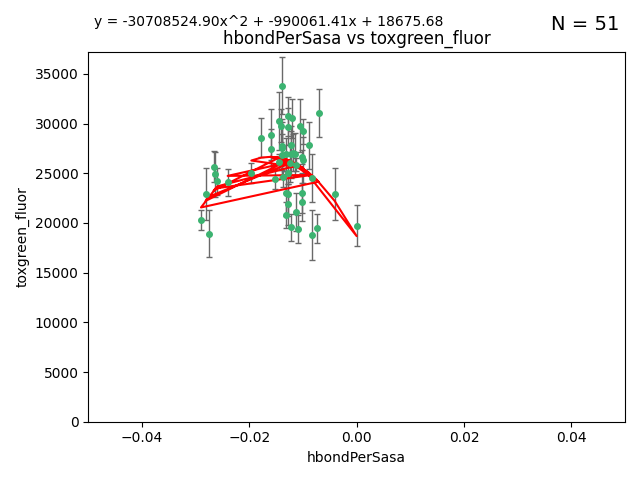 y = -30708524.90x^2 + -990061.41x + 18675.68
N = 51
hbondPerSasa vs toxgreen_fluor
toxgreen_fluor
35000
30000
25000
20000
15000
10000
5000
0
−0.04
−0.02
0.00
0.02
0.04
hbondPerSasa